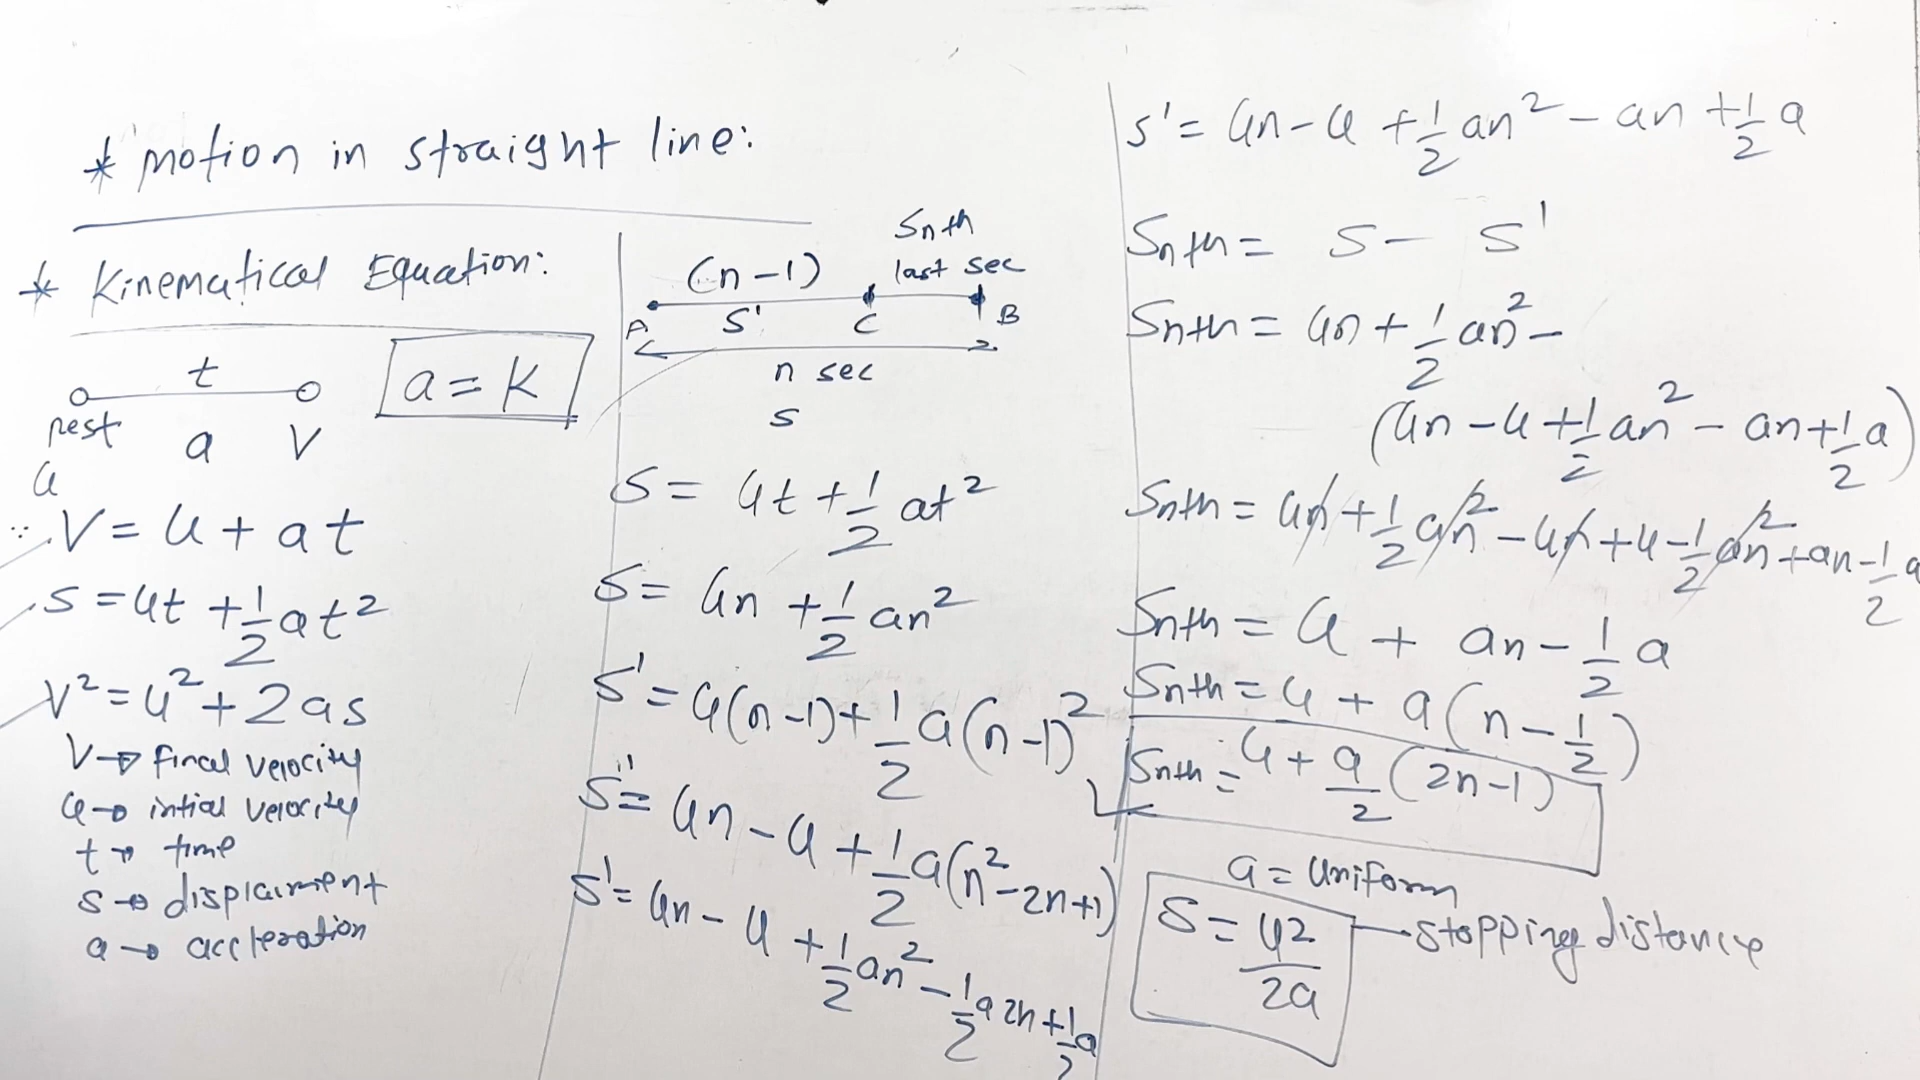 * motion in straight line:
* Kinematical Equation:
t
a = K
rest a V
u
∵ V = u + at
S = ut + 1/2 at²
V² = u² + 2as
V → final velocity
u → intial velocity
t → time
S → displacement
a → accleration
Snth
(n-1) last sec
A S' C B
n sec
S
S = ut + 1/2 at²
S = un + 1/2 an²
S' = u(n-1) + 1/2 a(n-1)²
S' = un - u + 1/2 a(n² - 2n + 1)
S' = un - u + 1/2 an² - 1/2 a 2n + 1/2 a
S' = un - u + 1/2 an² - an + 1/2 a
Snth = S - S'
Snth = un + 1/2 an² -
(un - u + 1/2 an² - an + 1/2 a)
Snth = un + 1/2 an² - un + u - 1/2 an² + an - 1/2 a
Snth = u + an - 1/2 a
Snth = u + a(n - 1/2)
Snth = u + a/2 (2n - 1)
a = uniform
S = u²/2a → stopping distance